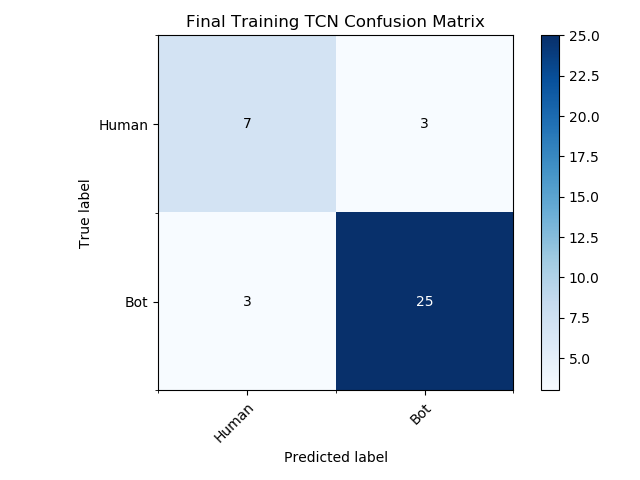 Final Training TCN Confusion Matrix
Human
7
3
Bot
3
25
True label
Human
Bot
Predicted label
25.0
22.5
20.0
17.5
15.0
12.5
10.0
7.5
5.0